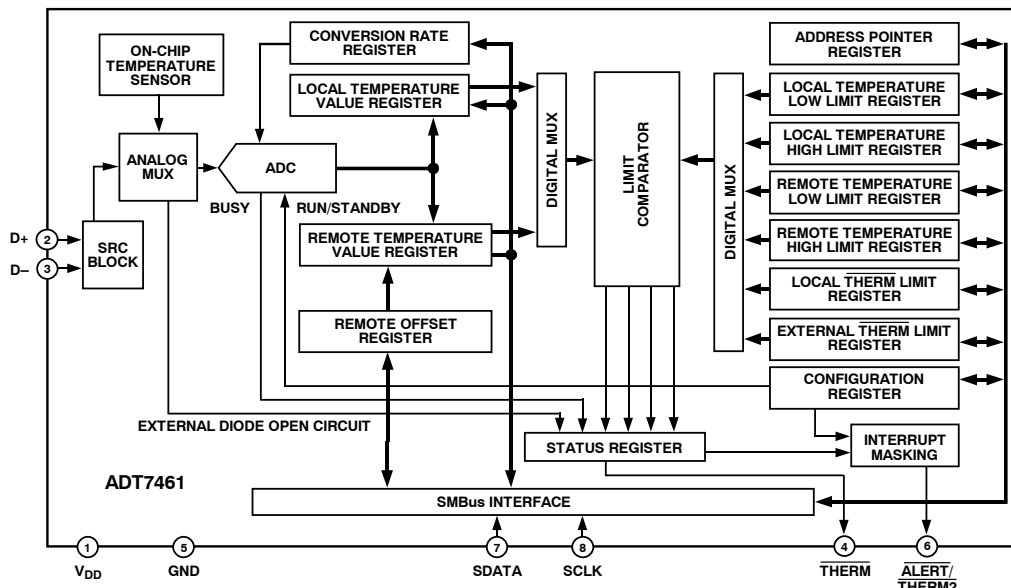 ON-CHIP
TEMPERATURE
SENSOR
CONVERSION RATE
REGISTER
ADDRESS POINTER
REGISTER
LOCAL TEMPERATURE
VALUE REGISTER
LOCAL TEMPERATURE
LOW LIMIT REGISTER
ANALOG
MUX
ADC
BUSY
RUN/STANDBY
DIGITAL MUX
LIMIT
COMPARATOR
DIGITAL MUX
LOCAL TEMPERATURE
HIGH LIMIT REGISTER
REMOTE TEMPERATURE
LOW LIMIT REGISTER
D+
2
D–
3
SRC
BLOCK
REMOTE TEMPERATURE
VALUE REGISTER
REMOTE TEMPERATURE
HIGH LIMIT REGISTER
LOCAL THERM LIMIT
REGISTER
REMOTE OFFSET
REGISTER
EXTERNAL THERM LIMIT
REGISTER
CONFIGURATION
REGISTER
EXTERNAL DIODE OPEN CIRCUIT
STATUS REGISTER
INTERRUPT
MASKING
ADT7461
SMBus INTERFACE
1
5
7
8
4
6
VDD
GND
SDATA
SCLK
THERM
ALERT/
THERM2